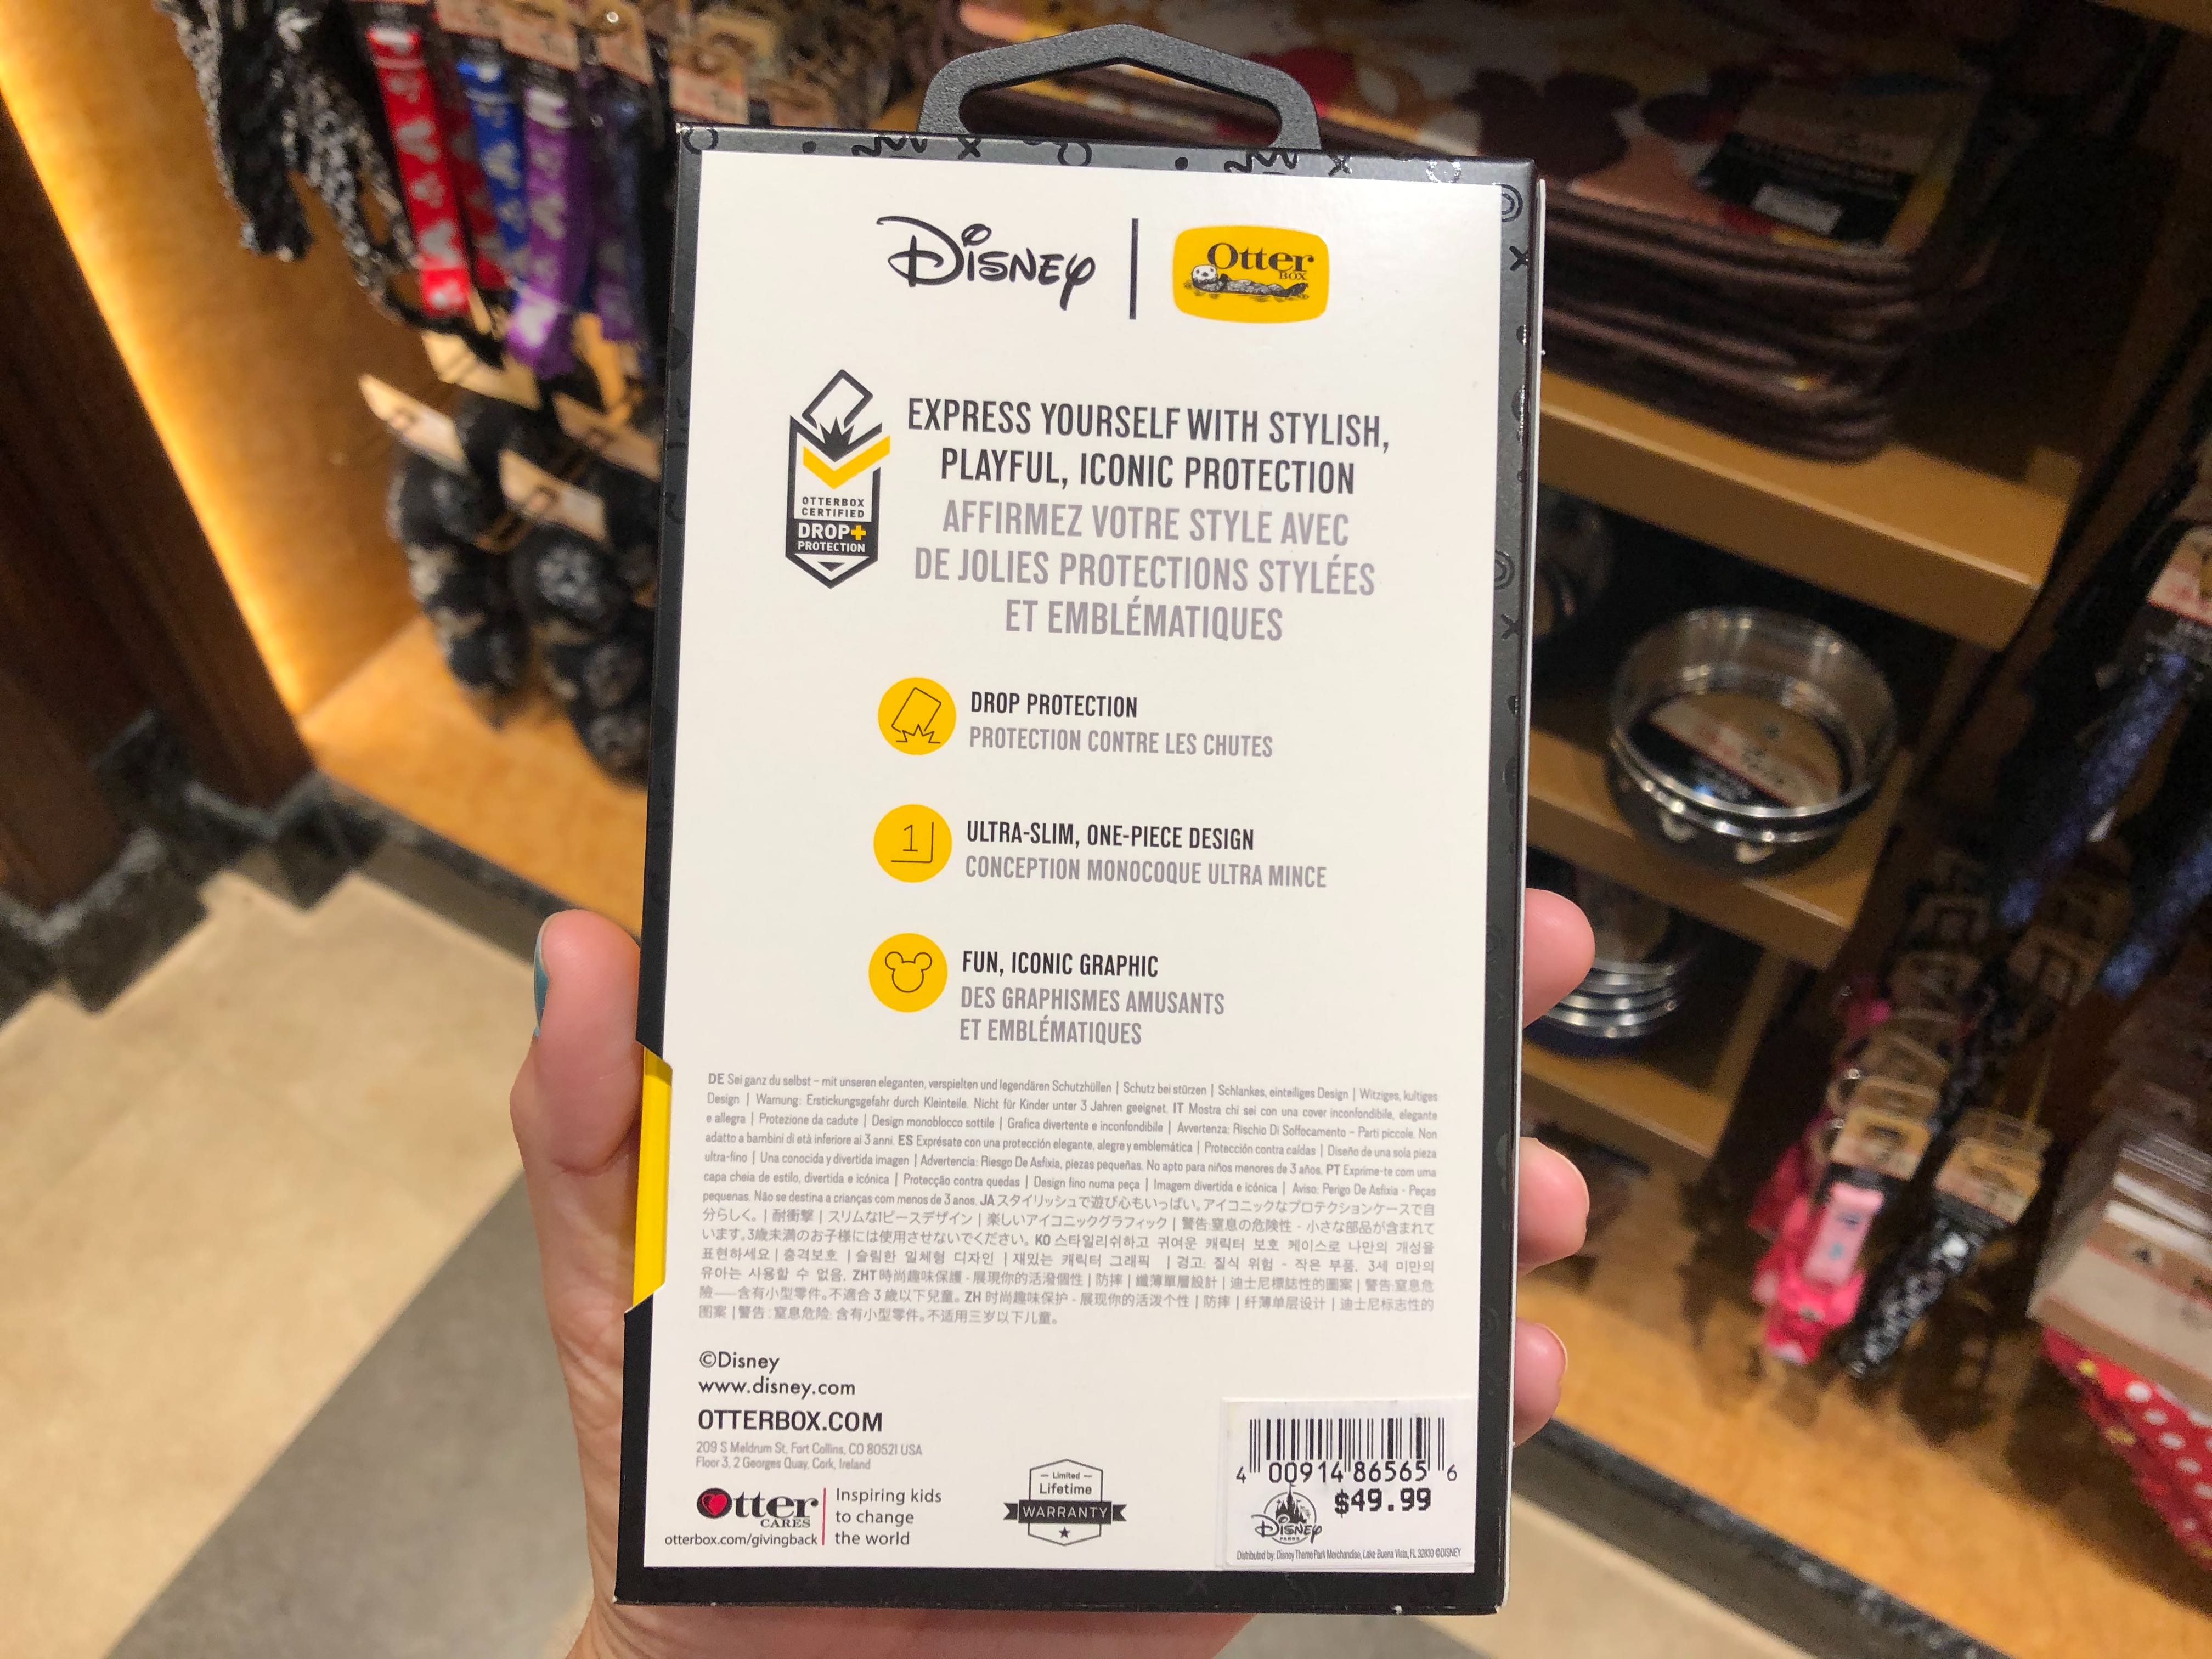 Disney
Otter
BOX
EXPRESS YOURSELF WITH STYLISH,
PLAYFUL, ICONIC PROTECTION
AFFIRMEZ VOTRE STYLE AVEC
DE JOLIES PROTECTIONS STYLÉES
ET EMBLÉMATIQUES
OTTERBOX
CERTIFIED
DROP+
PROTECTION
DROP PROTECTION
PROTECTION CONTRE LES CHUTES
1
ULTRA-SLIM, ONE-PIECE DESIGN
CONCEPTION MONOCOQUE ULTRA MINCE
FUN, ICONIC GRAPHIC
DES GRAPHISMES AMUSANTS
ET EMBLÉMATIQUES
DE Sei ganz du selbst – mit unseren eleganten, verspielten und legendären Schutzhüllen | Schutz bei stürzen | Schlankes, einteiliges Design | Witziges, kultiges
Design | Warnung: Erstickungsgefahr durch Kleinteile. Nicht für Kinder unter 3 Jahren geeignet. IT Mostra chi sei con una cover inconfondibile, elegante
e allegra | Protezione da cadute | Design monoblocco sottile | Grafica divertente e inconfondibile | Avvertenza: Rischio Di Soffocamento – Parti piccole. Non
adatto a bambini di età inferiore ai 3 anni. ES Exprésate con una protección elegante, alegre y emblemática | Protección contra caídas | Diseño de una sola pieza
ultra-fino | Una conocida y divertida imagen | Advertencia: Riesgo De Asfixia, piezas pequeñas. No apto para niños menores de 3 años. PT Exprime-te com uma
capa cheia de estilo, divertida e icónica | Protecção contra quedas | Design fino numa peça | Imagem divertida e icónica | Aviso: Perigo De Asfixia - Peças
pequenas. Não se destina a crianças com menos de 3 anos. JA スタイリッシュで遊び心もいっぱい。アイコニックなプロテクションケースで自
分らしく。 | 耐衝撃 | スリムな1ピースデザイン | 楽しいアイコニックグラフィック | 警告:窒息の危険性 - 小さな部品が含まれて
います。3歳未満のお子様には使用させないでください。 KO 스타일리쉬하고 귀여운 캐릭터 보호 케이스로 나만의 개성을
표현하세요 | 충격보호 | 슬림한 일체형 디자인 | 재밌는 캐릭터 그래픽 | 경고: 질식 위험 - 작은 부품. 3세 미만의
유아는 사용할 수 없음. ZHT 時尚趣味保護 - 展現你的活潑個性 | 防摔 | 纖薄單層設計 | 迪士尼標誌性的圖案 | 警告:窒息危
險——含有小型零件。不適合 3 歲以下兒童。 ZH 时尚趣味保护 - 展现你的活泼个性 | 防摔 | 纤薄单层设计 | 迪士尼标志性的
图案 | 警告:窒息危险: 含有小型零件。不适用三岁以下儿童。
©Disney
www.disney.com
OTTERBOX.COM
209 S Meldrum St, Fort Collins, CO 80521 USA
Floor 3, 2 Georges Quay, Cork, Ireland
Otter
CARES
otterbox.com/givingback
Inspiring kids
to change
the world
Limited
Lifetime
WARRANTY
4 00914 86565 6
$49.99
Disney
PARKS
Distributed by: Disney Theme Park Merchandise, Lake Buena Vista, FL 32830 ©DISNEY